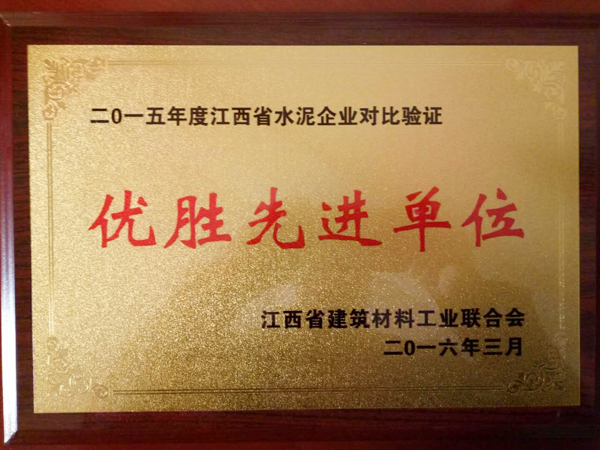 二0一五年度江西省水泥企业对比验证
优胜先进单位
江西省建筑材料工业联合会
二0一六年三月